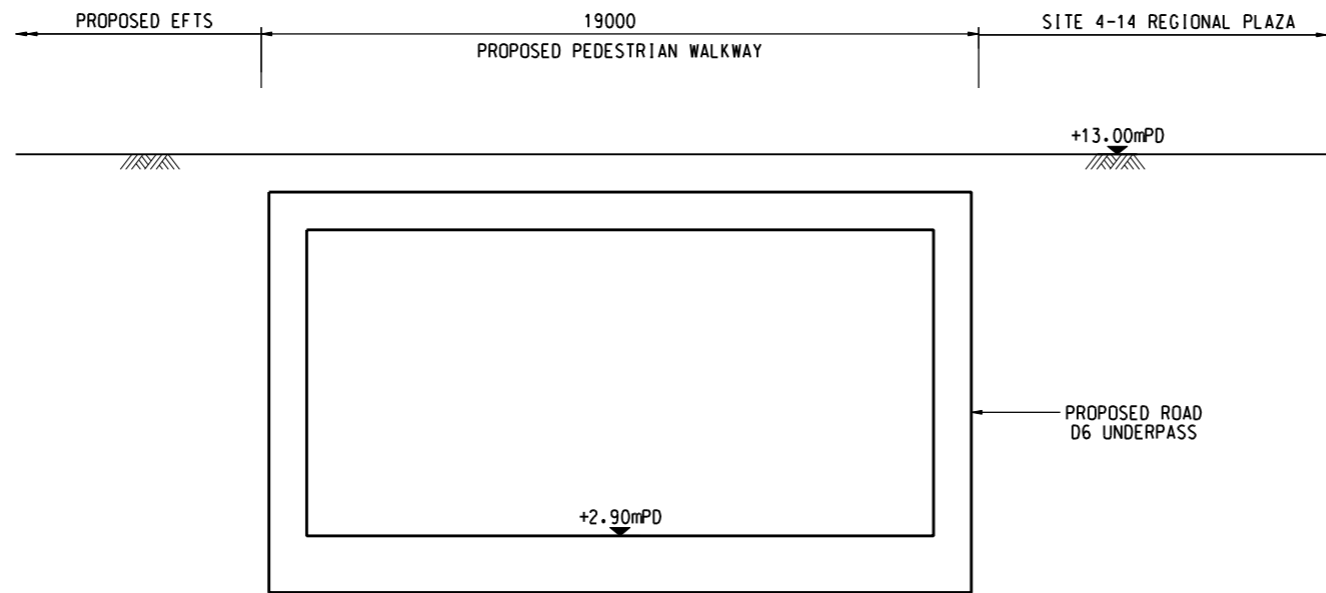 PROPOSED EFTS
19000
SITE 4-14 REGIONAL PLAZA
PROPOSED PEDESTRIAN WALKWAY
+13.00mPD
PROPOSED ROAD
D6 UNDERPASS
+2.90mPD